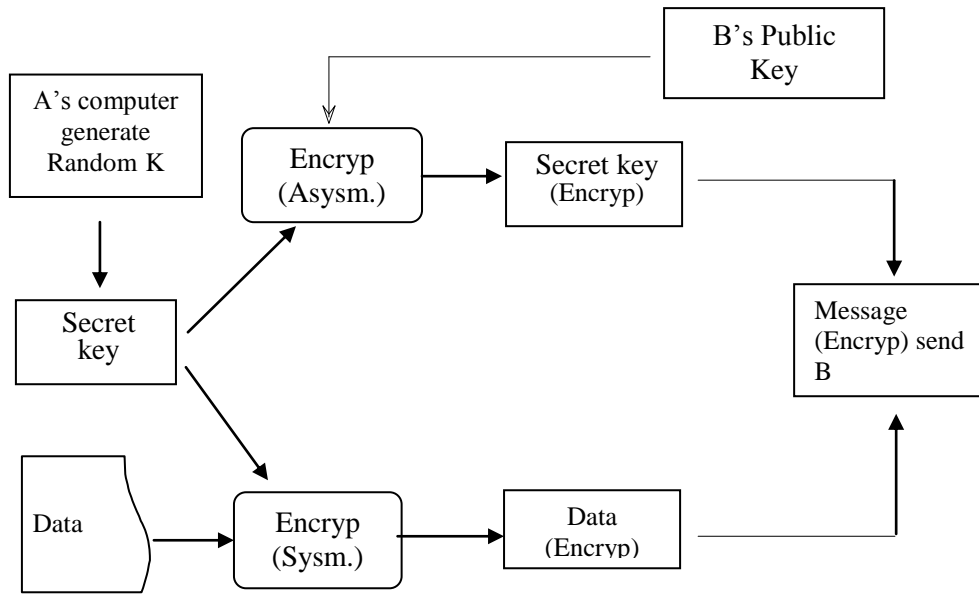 B's Public
Key
A's computer
generate
Random K
Encryp
(Asysm.)
Secret key
(Encryp)
Secret
key
Message
(Encryp) send
B
Data
Encryp
(Sysm.)
Data
(Encryp)